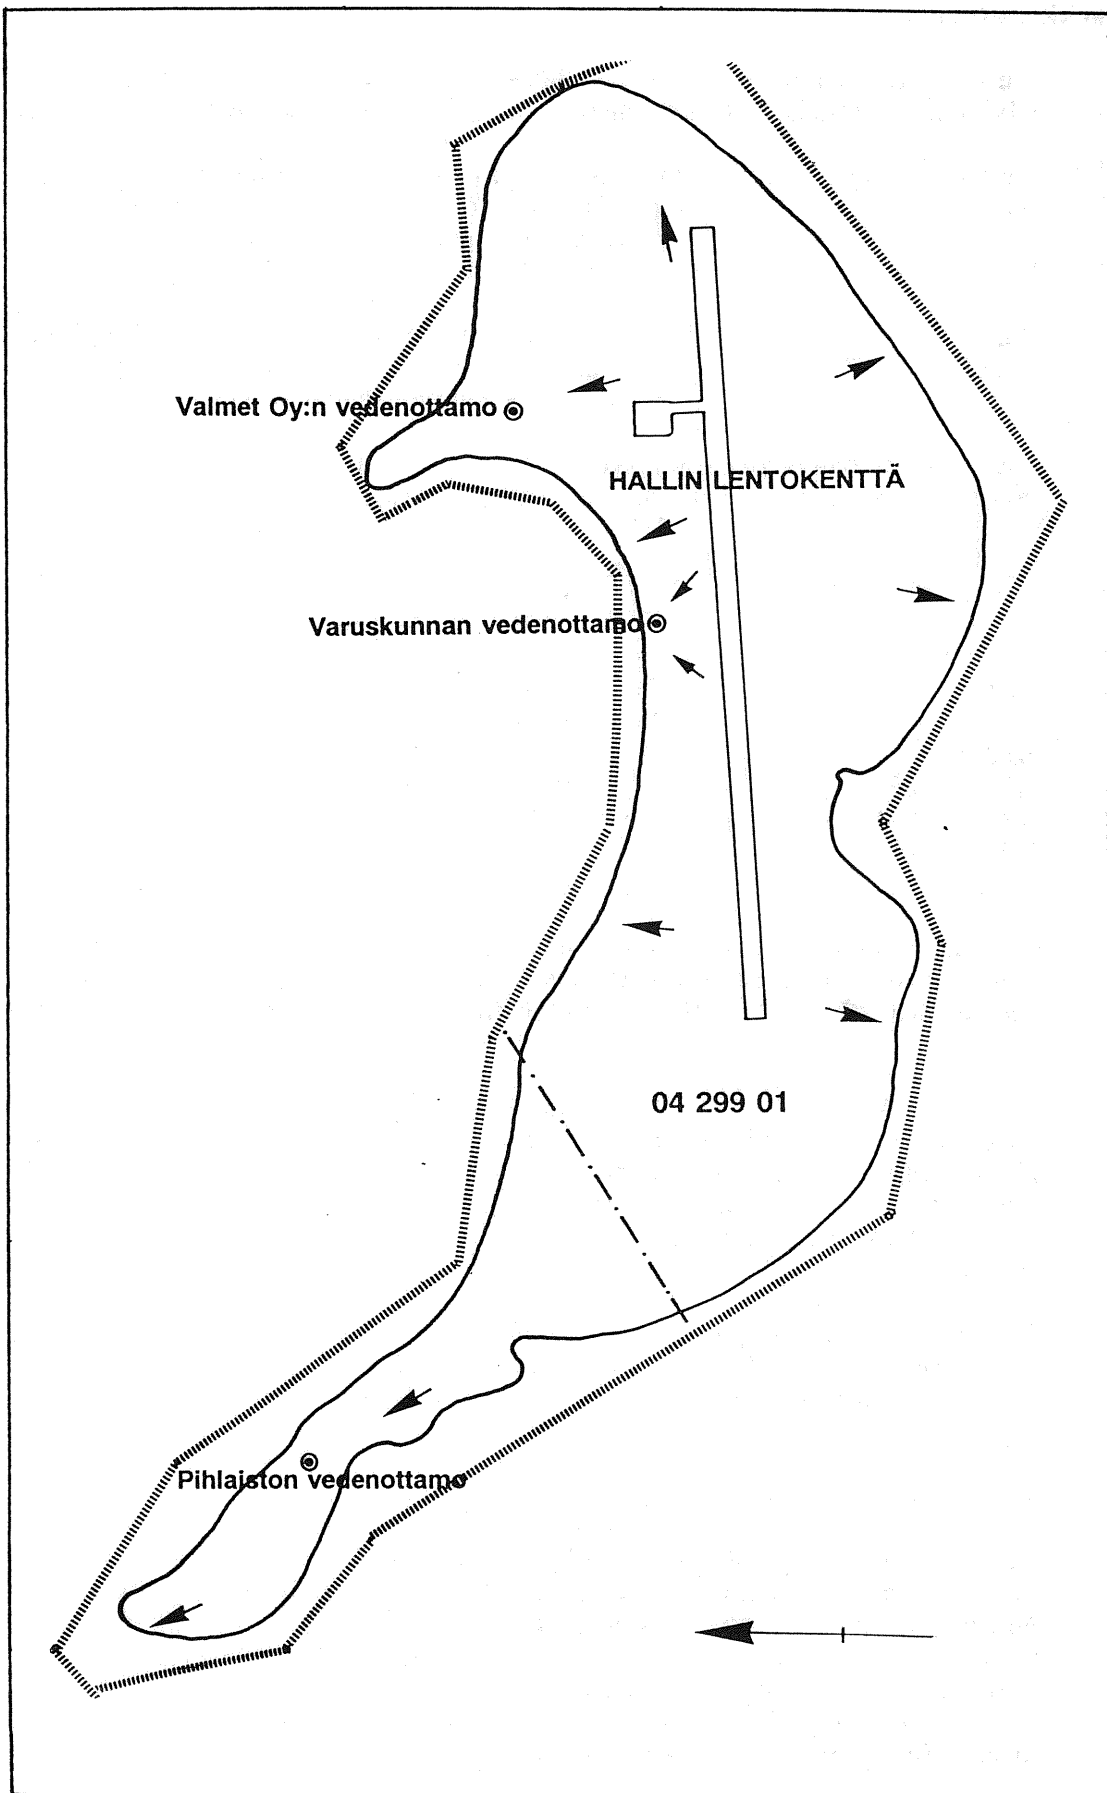 Valmet Oy:n vedenottamo
HALLIN LENTOKENTTÄ
Varuskunnan vedenottamo
04 299 01
Pihlaiston vedenottamo